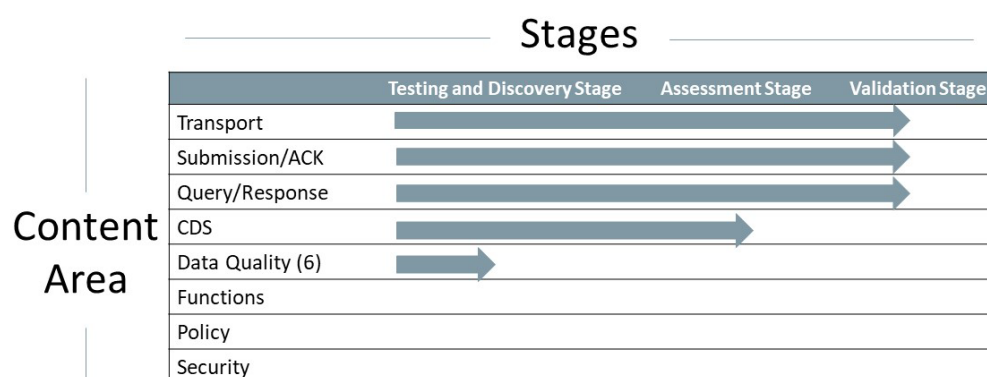 Stages
Testing and Discovery Stage Assessment Stage Validation Stage
Content
Area
Transport
Submission/ACK
Query/Response
CDS
Data Quality (6)
Functions
Policy
Security